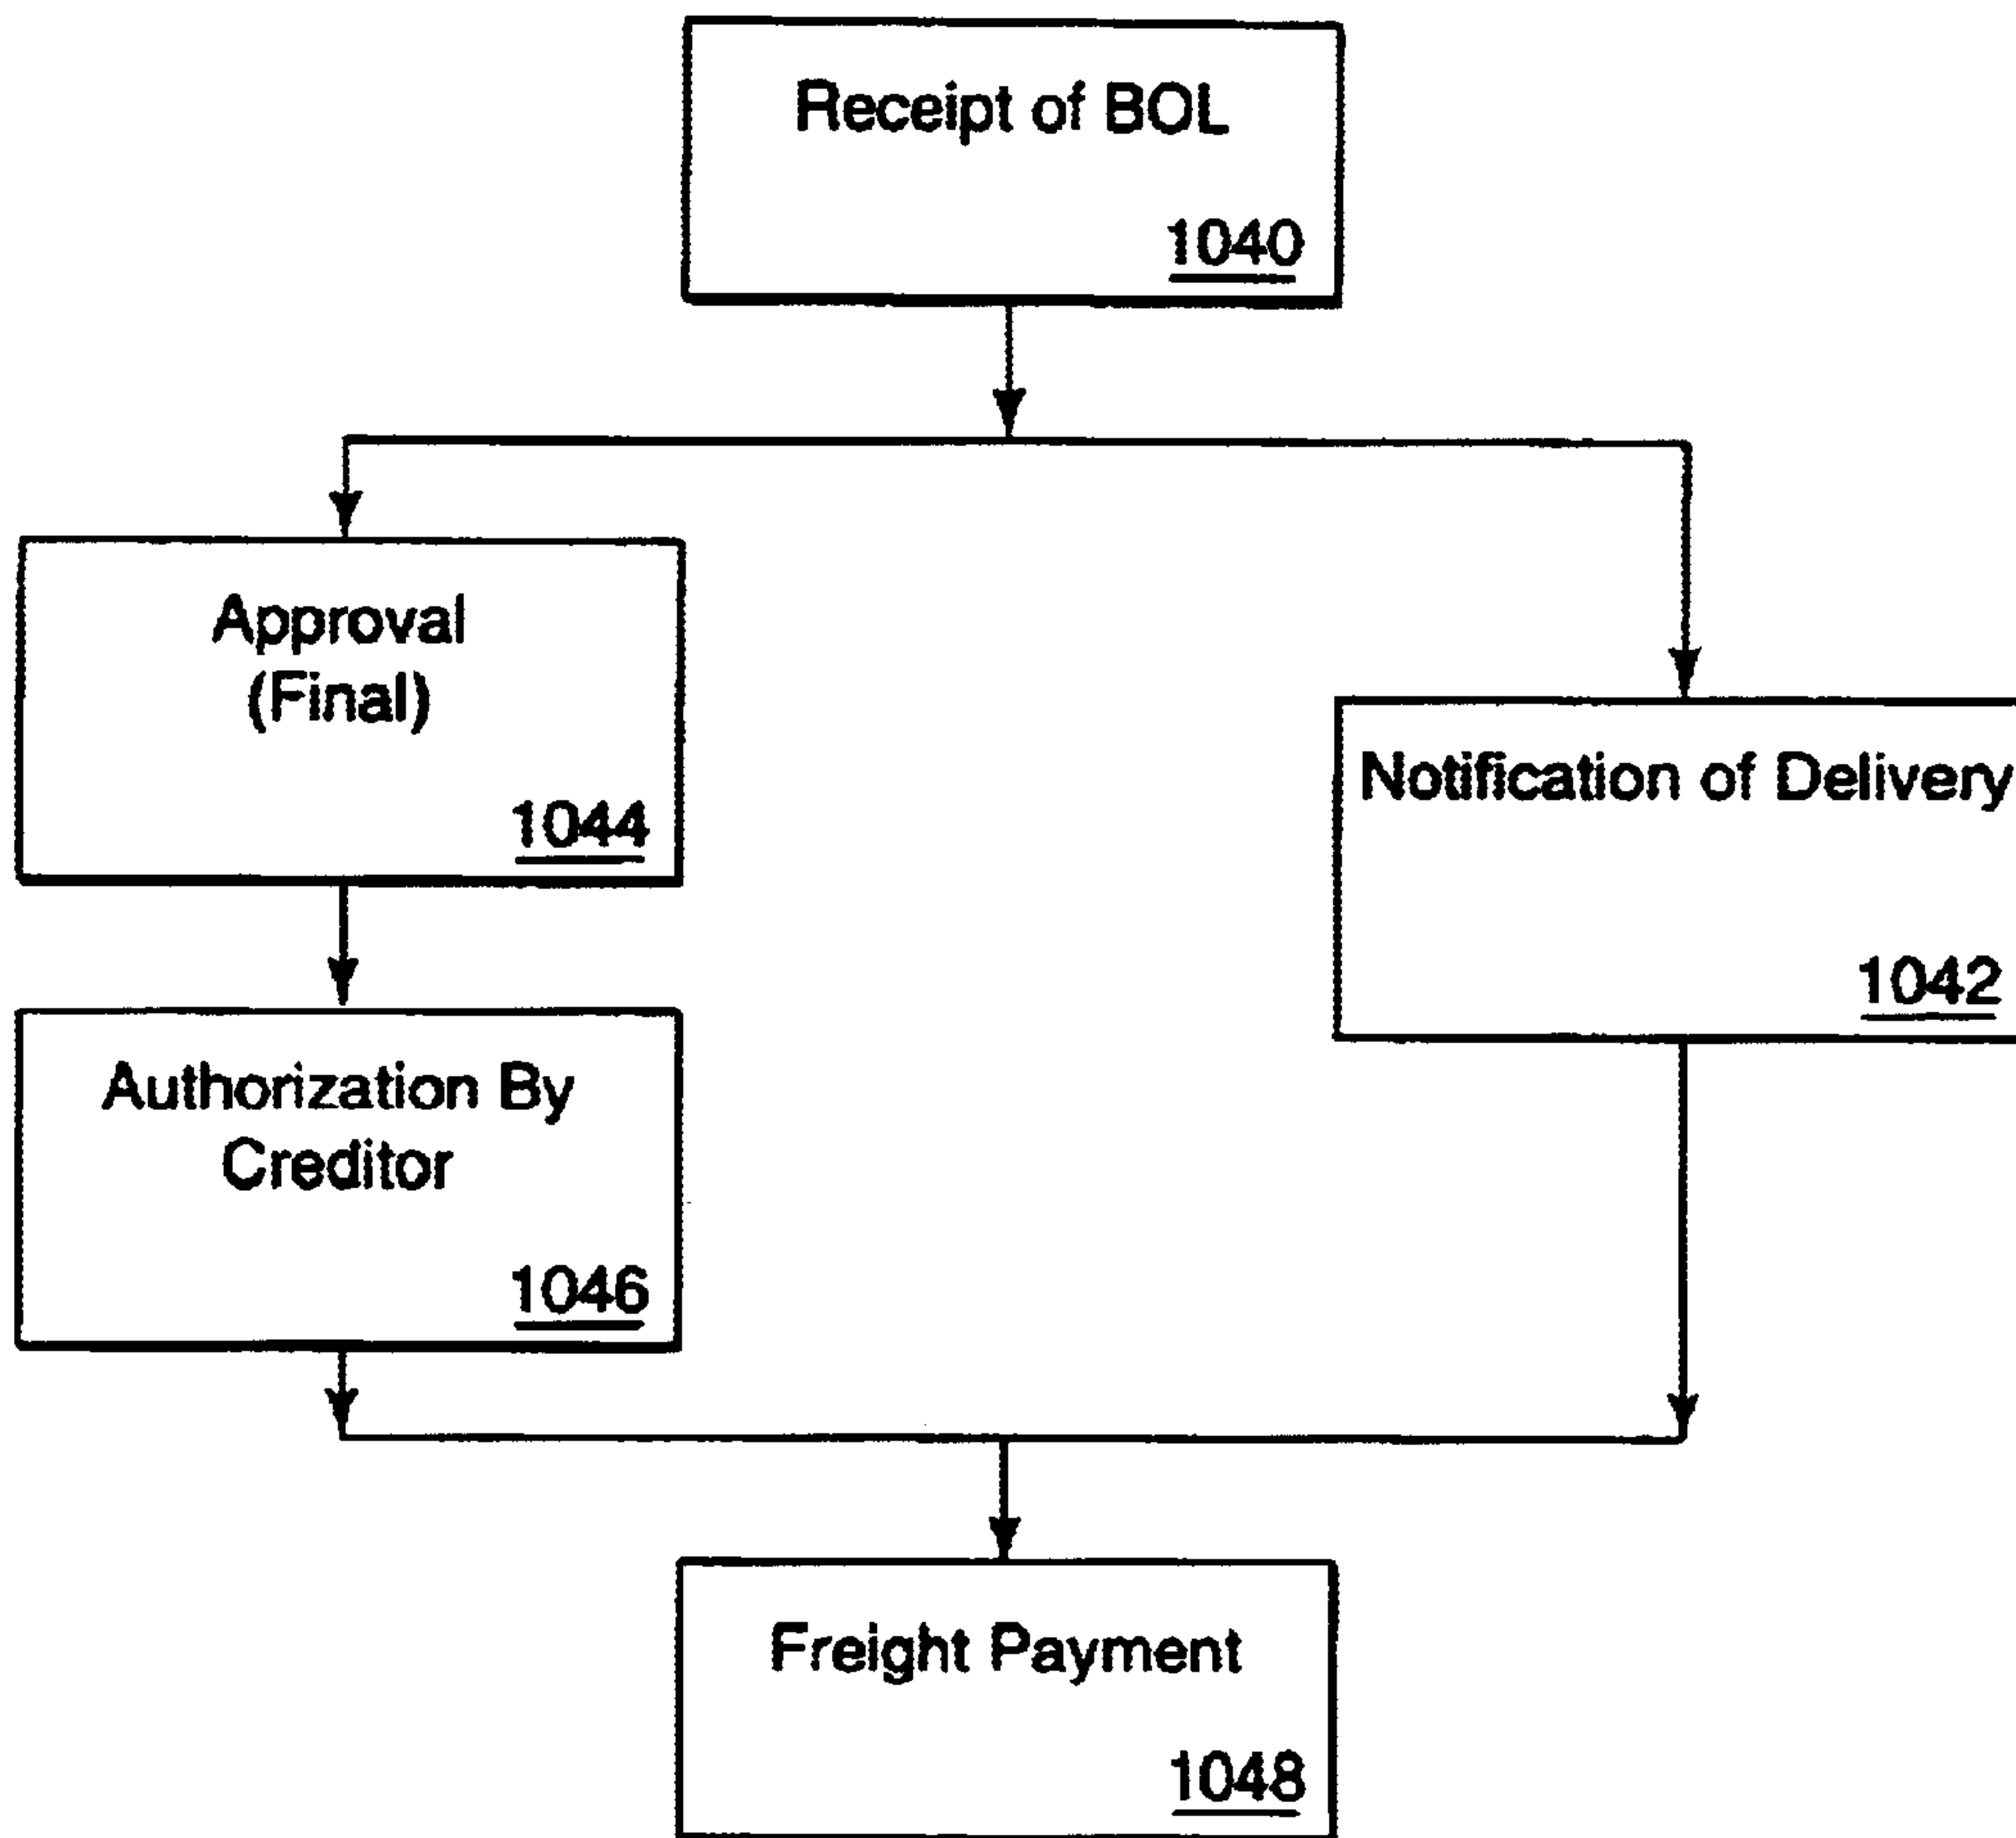 Receipt of BOL
1040
Approval
(Final)
1044
Notification of Delivery
1042
Authorization By
Creditor
1046
Freight Payment
1048